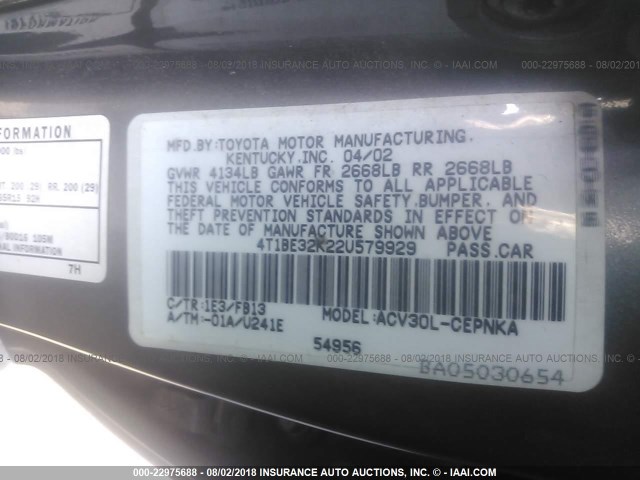 000-22975688 - 08/02/2018 INSURANCE AUTO AUCTIONS, INC. - © IAAI.COM
FORMATION
000 lbs
RR, 200 (29)
7H
MFD.BY:TOYOTA MOTOR MANUFACTURING.
KENTUCKY.INC. 04/02
GVWR 4134LB GAWR FR 2668LB RR 2668LB
THIS VEHICLE CONFORMS TO ALL APPLICABLE
FEDERAL MOTOR VEHICLE SAFETY.BUMPER. AND
THEFT PREVENTION STANDARDS IN EFFECT ON
THE DATE OF MANUFACTURE SHOWN ABOVE
4T1BE32K22U579929 PASS.CAR
C/TR:1E3/FB13
A/TM:-01A/U241E
MODEL:ACV30L-CEPNKA
54956
BA05030654
000-22975688 - 08/02/2018 INSURANCE AUTO AUCTIONS, INC. - © IAAI.COM